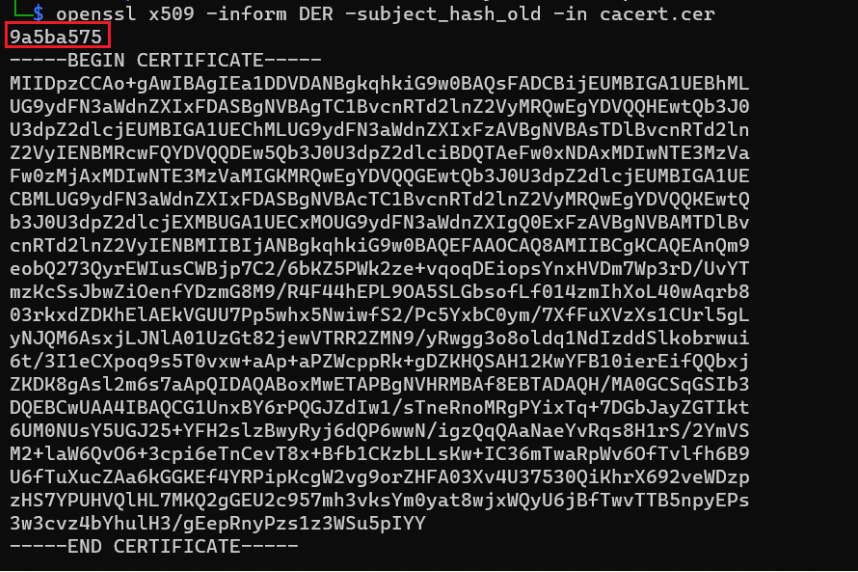 $ openssl x509 -inform DER -subject_hash_old -in cacert.cer
9a5ba575
-----BEGIN CERTIFICATE-----
MIIDpzCCAo+gAwIBAgIEa1DDVDANBgkqhkiG9w0BAQsFADCBijEUMBIGA1UEBhML
UG9ydFN3aWdnZXIxFDASBgNVBAgTC1BvcnRTd2lnZ2VyMRQwEgYDVQQHEwtQb3J0
U3dpZ2dlcjEUMBIGA1UEChMLUG9ydFN3aWdnZXIxFzAVBgNVBAsTDlBvcnRTd2ln
Z2VyIENBMRcwFQYDVQQDEw5Qb3J0U3dpZ2dlciBDQTAeFw0xNDAxMDIwNTE3MzVa
Fw0zMjAxMDIwNTE3MzVaMIGKMRQwEgYDVQQGEwtQb3J0U3dpZ2dlcjEUMBIGA1UE
CBMLUG9ydFN3aWdnZXIxFDASBgNVBAcTC1BvcnRTd2lnZ2VyMRQwEgYDVQQKEwtQ
b3J0U3dpZ2dlcjEXMBUGA1UECxMOUG9ydFN3aWdnZXIgQ0ExFzAVBgNVBAMTDlBv
cnRTd2lnZ2VyIENBMIIBIjANBgkqhkiG9w0BAQEFAAOCAQ8AMIIBCgKCAQEAnQm9
eobQ273QyrEWIusCWBjp7C2/6bKZ5PWk2ze+vqoqDEiopsYnxHVDm7Wp3rD/UvYT
mzKcSsJbwZiOenfYDzmG8M9/R4F44hEPL9OA5SLGbsofLf014zmIhXoL40wAqrb8
03rkxdZDKhElAEkVGUU7Pp5whx5NwiwfS2/Pc5YxbC0ym/7XfFuXVzXs1CUrl5gL
yNJQM6AsxjLJNlA01UzGt82jewVTRR2ZMN9/yRwgg3o8oldq1NdIzddSlkobrwui
6t/3I1eCXpoq9s5T0vxw+aAp+aPZWcppRk+gDZKHQSAH12KwYFB10ierEifQQbxj
ZKDK8gAsl2m6s7aApQIDAQABoxMwETAPBgNVHRMBAf8EBTADAQH/MA0GCSqGSIb3
DQEBCwUAA4IBAQCG1UnxBY6rPQGJZdIw1/sTneRnoMRgPYixTq+7DGbJayZGTIkt
6UM0NUsY5UGJ25+YFH2slzBwyRyj6dQP6wwN/igzQqQAaNaeYvRqs8H1rS/2YmVS
M2+laW6QvO6+3cpi6eTnCevT8x+Bfb1CKzbLLsKw+IC36mTwaRpWv6OfTvlfh6B9
U6fTuXucZAa6kGGKEf4YRPipKcgW2vg9orZHFA03Xv4U37530QiKhrX692veWDzp
zHS7YPUHVQlHL7MKQ2gGEU2c957mh3vksYm0yat8wjxWQyU6jBfTwvTTB5npyEPs
3w3cvz4bYhulH3/gEepRnyPzs1z3WSu5pIYY
-----END CERTIFICATE-----